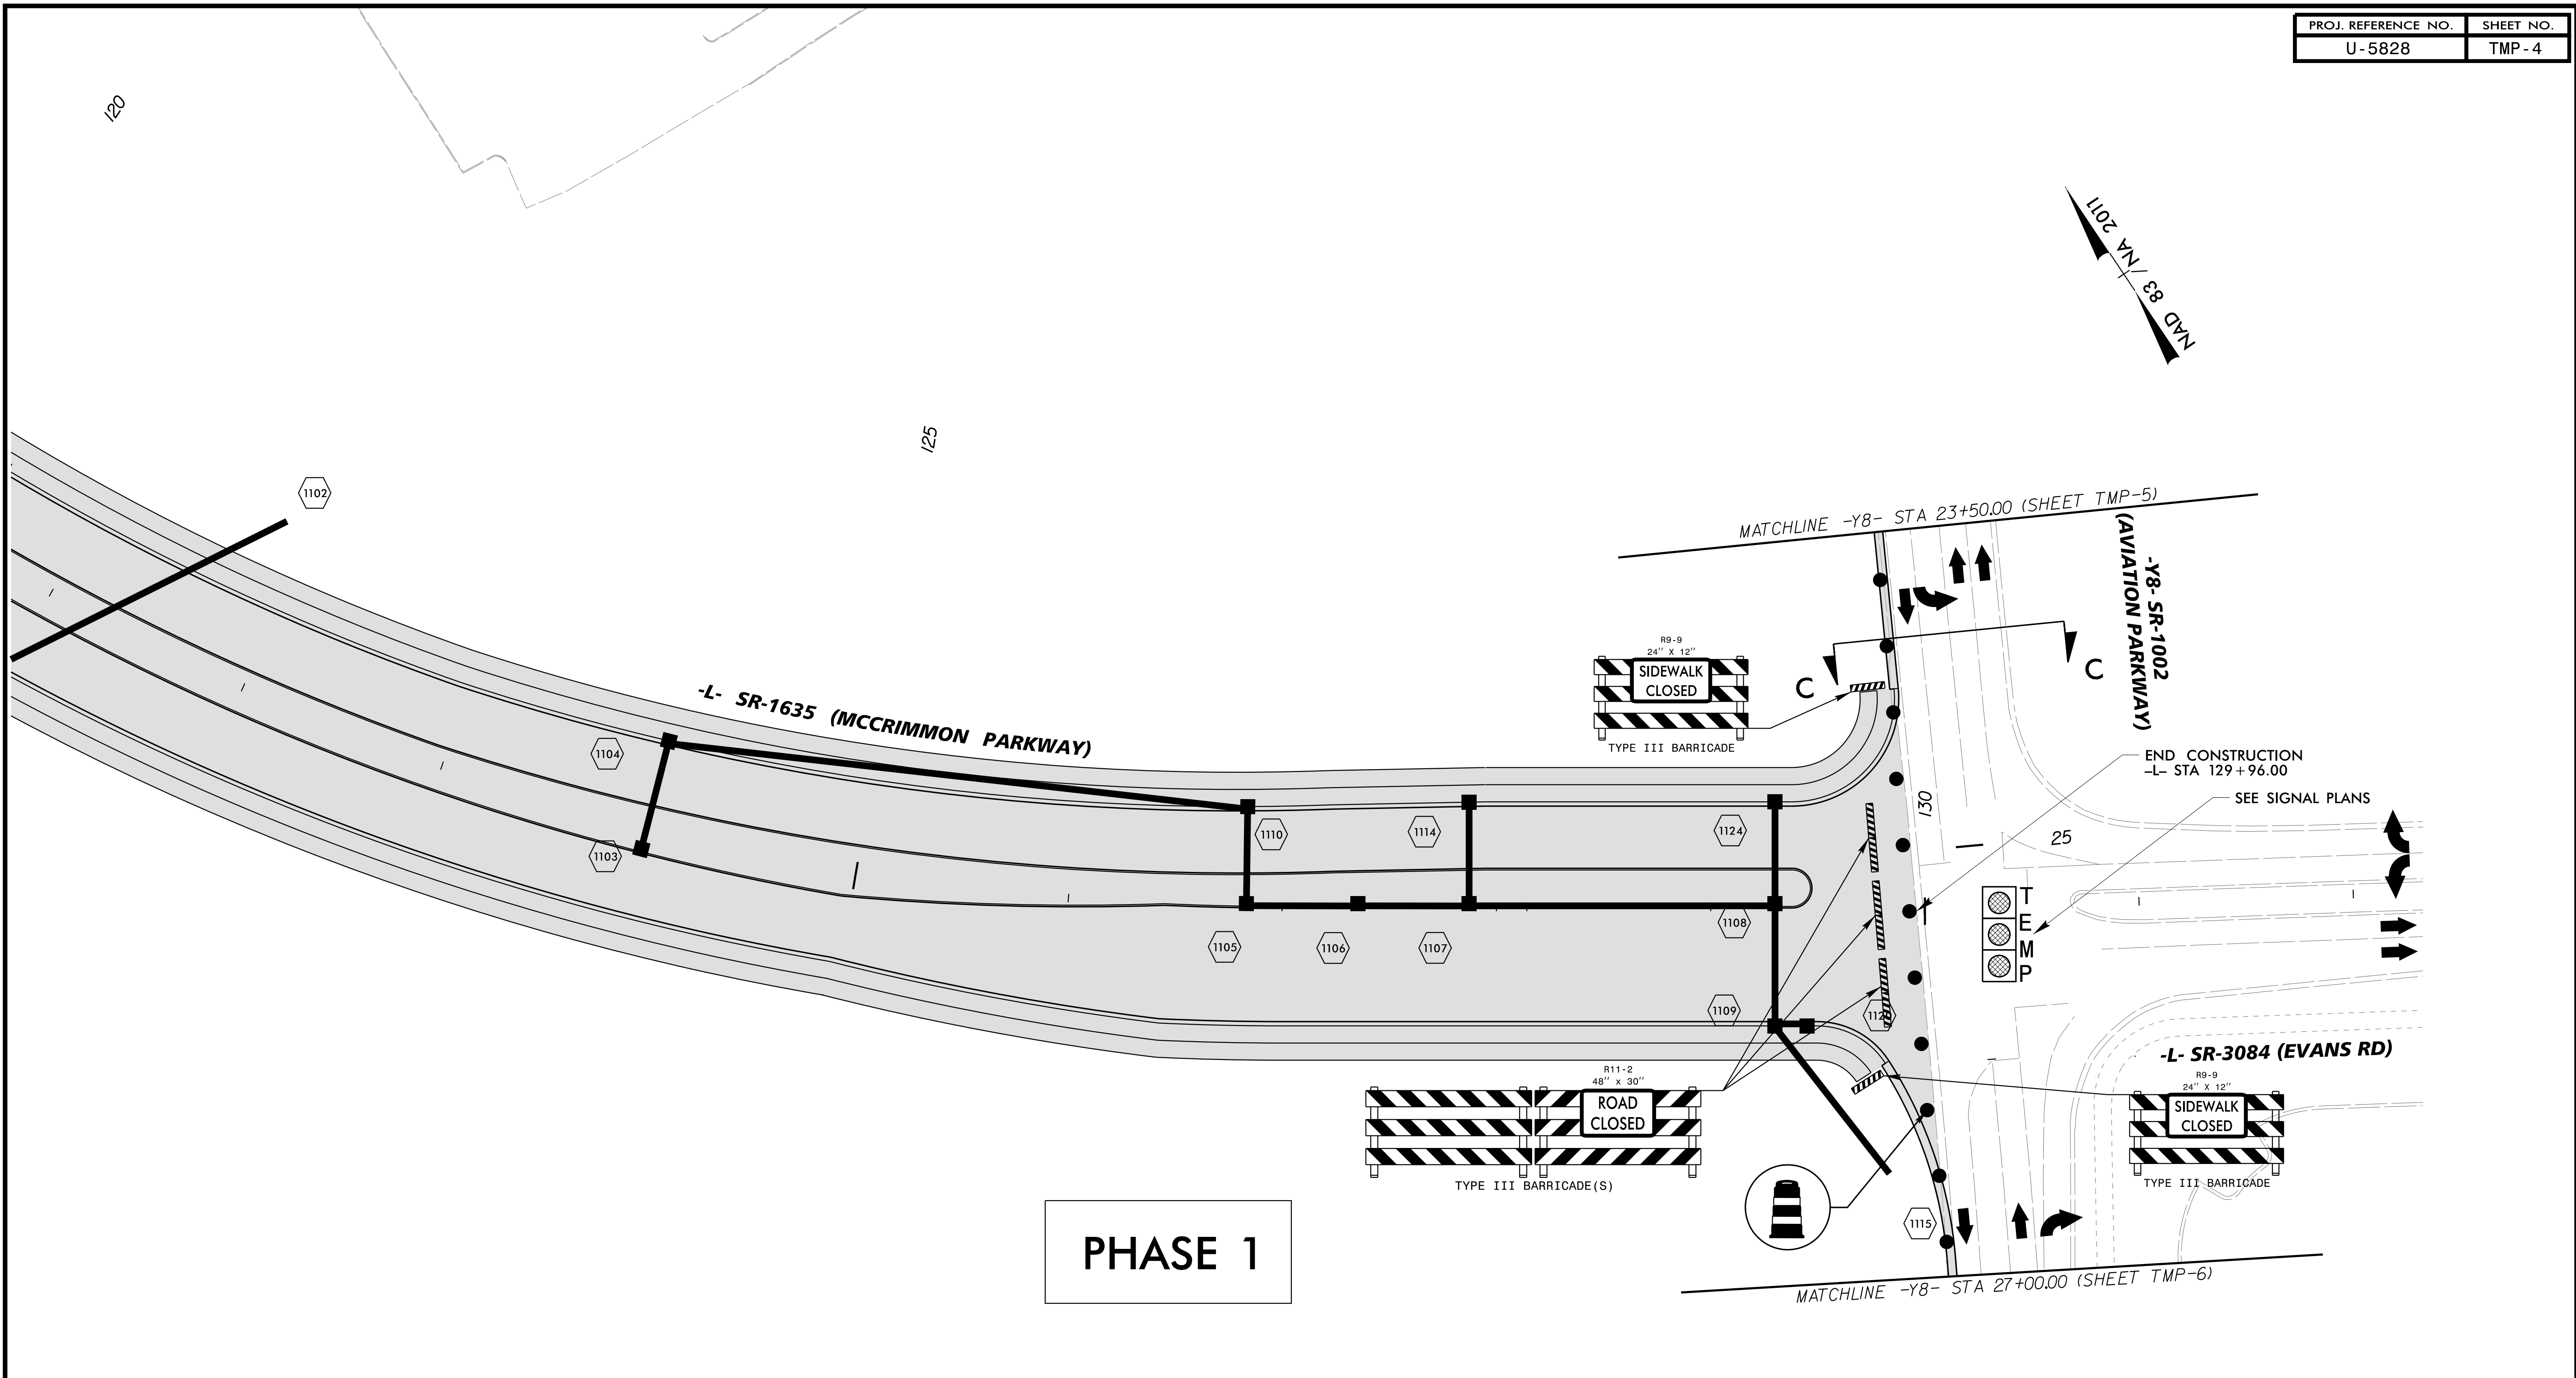 PROJ. REFERENCE NO. SHEET NO.
U-5828 TMP-4
120
NAD 83/NA 2011
125
1102
MATCHLINE -Y8- STA 23+50.00 (SHEET TMP-5)
-Y8- SR-1002
(AVIATION PARKWAY)
R9-9
24" X 12"
SIDEWALK
CLOSED
TYPE III BARRICADE
C
C
-L- SR-1635 (MCCRIMMON PARKWAY)
1104
1103
END CONSTRUCTION
-L- STA 129+96.00
SEE SIGNAL PLANS
130
25
1110
1114
1124
TEMP
1108
1105
1106
1107
1109
-L- SR-3084 (EVANS RD)
R11-2
48" x 30"
ROAD
CLOSED
TYPE III BARRICADE(S)
R9-9
24" X 12"
SIDEWALK
CLOSED
TYPE III BARRICADE
1115
PHASE 1
MATCHLINE -Y8- STA 27+00.00 (SHEET TMP-6)